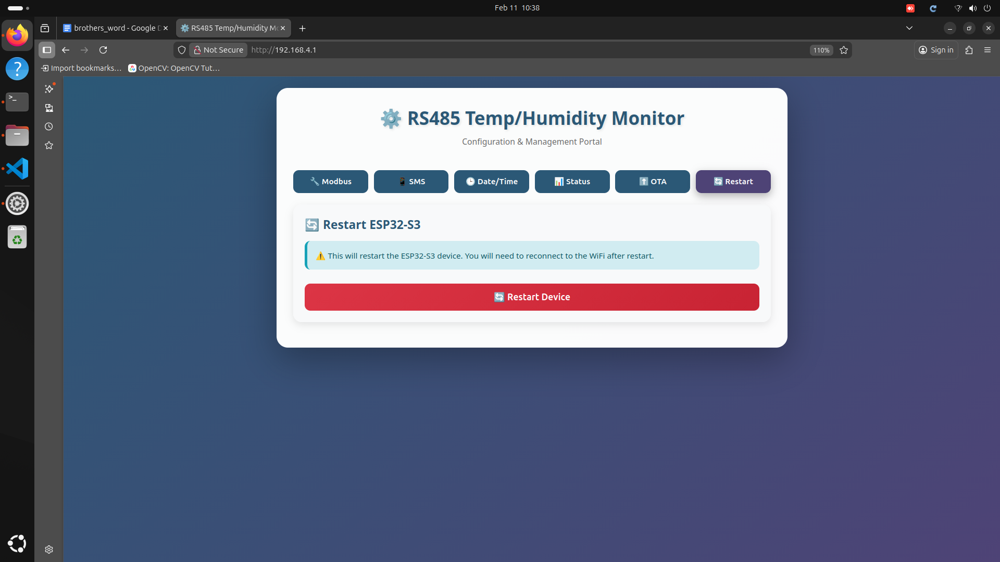 Feb 11 10:38
brothers_word - Google D
RS485 Temp/Humidity Mo
Not Secure
http://192.168.4.1
110%
Sign in
Import bookmarks…
OpenCV: OpenCV Tut…
RS485 Temp/Humidity Monitor
Configuration & Management Portal
Modbus
SMS
Date/Time
Status
OTA
Restart
Restart ESP32-S3
This will restart the ESP32-S3 device. You will need to reconnect to the WiFi after restart.
Restart Device